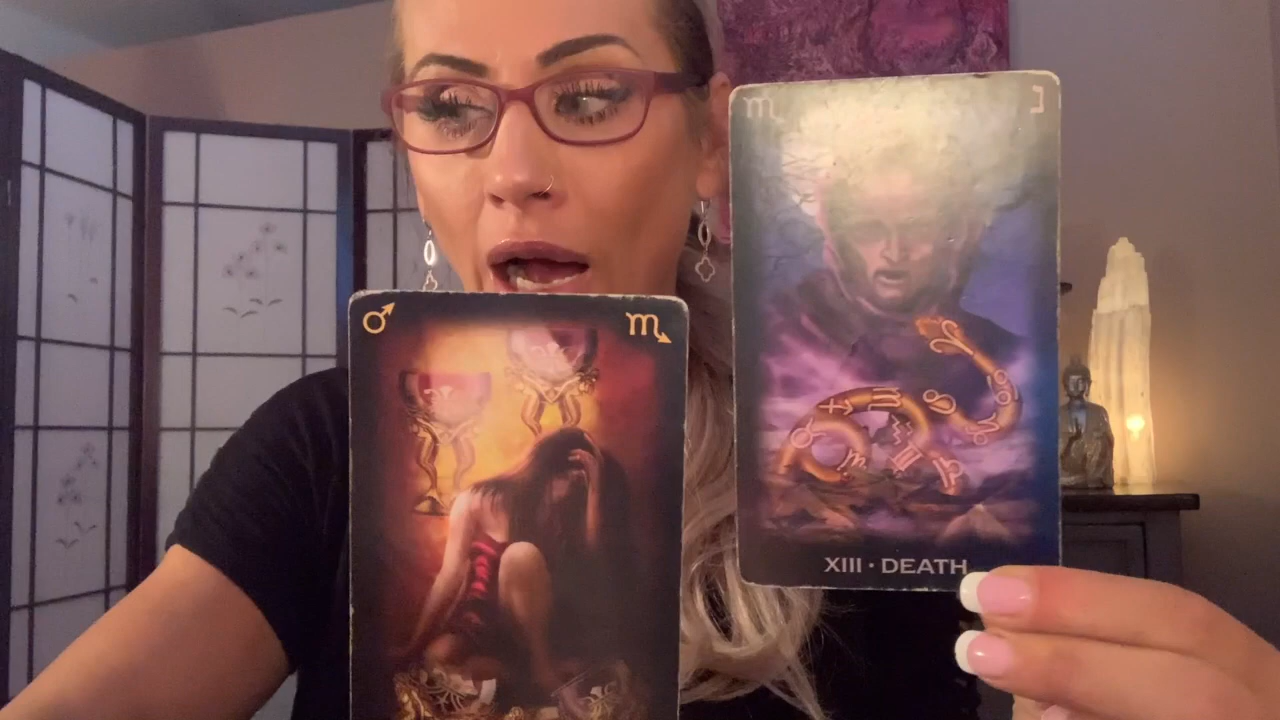 ♂ ♏
♏ נ
XIII · DEATH